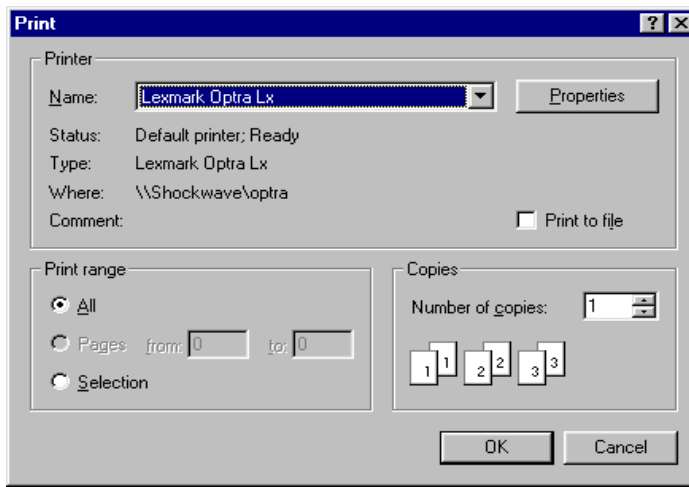 Print
Printer
Name: Lexmark Optra Lx Properties
Status: Default printer; Ready
Type: Lexmark Optra Lx
Where: \\Shockwave\optra
Comment: Print to file
Print range Copies
All Number of copies: 1
Pages from: 0 to: 0
1 1 2 2 3 3
Selection
OK Cancel